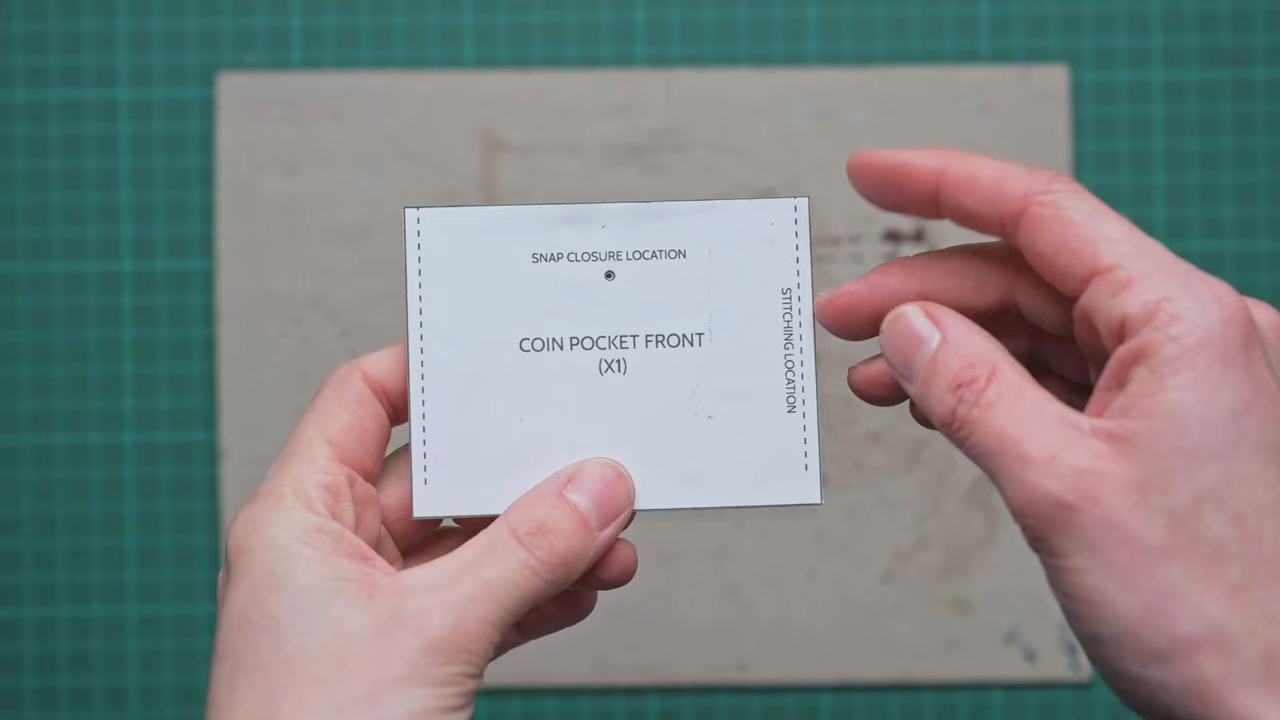 SNAP CLOSURE LOCATION
COIN POCKET FRONT
(X1)
STITCHING LOCATION